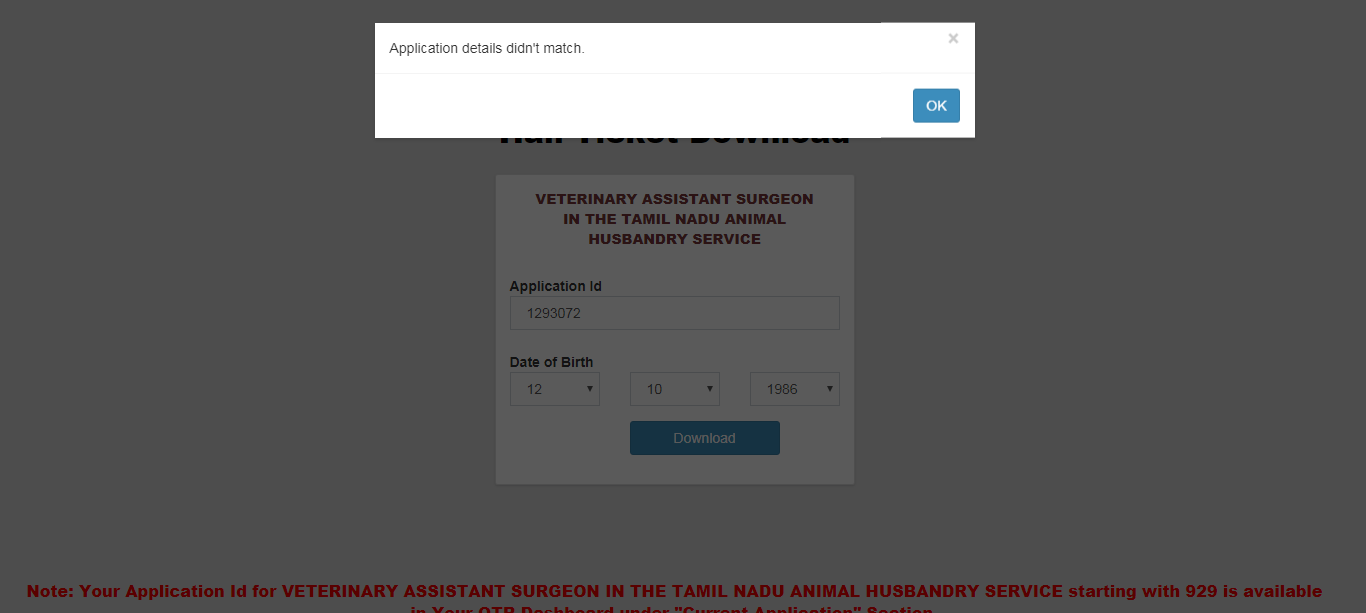 Application details didn't match.
×
OK
Hall Ticket Download
VETERINARY ASSISTANT SURGEON
IN THE TAMIL NADU ANIMAL
HUSBANDRY SERVICE
Application Id
1293072
Date of Birth
12 10 1986
Download
Note: Your Application Id for VETERINARY ASSISTANT SURGEON IN THE TAMIL NADU ANIMAL HUSBANDRY SERVICE starting with 929 is available
in Your OTR Dashboard under "Current Application" Section